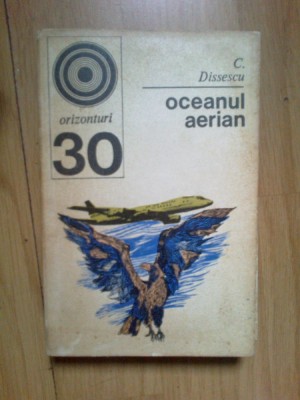 orizonturi
30
C.
Dissescu
oceanul
aerian